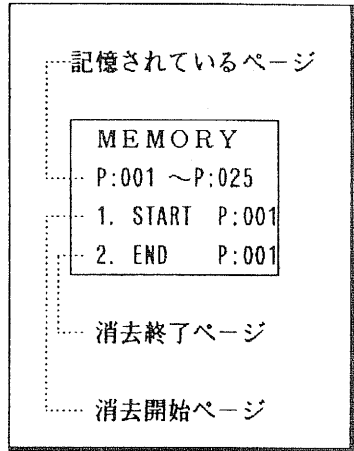 記憶されているページ
MEMORY
P:001 ～P:025
1. START P:001
2. END P:001
消去終了ページ
消去開始ページ